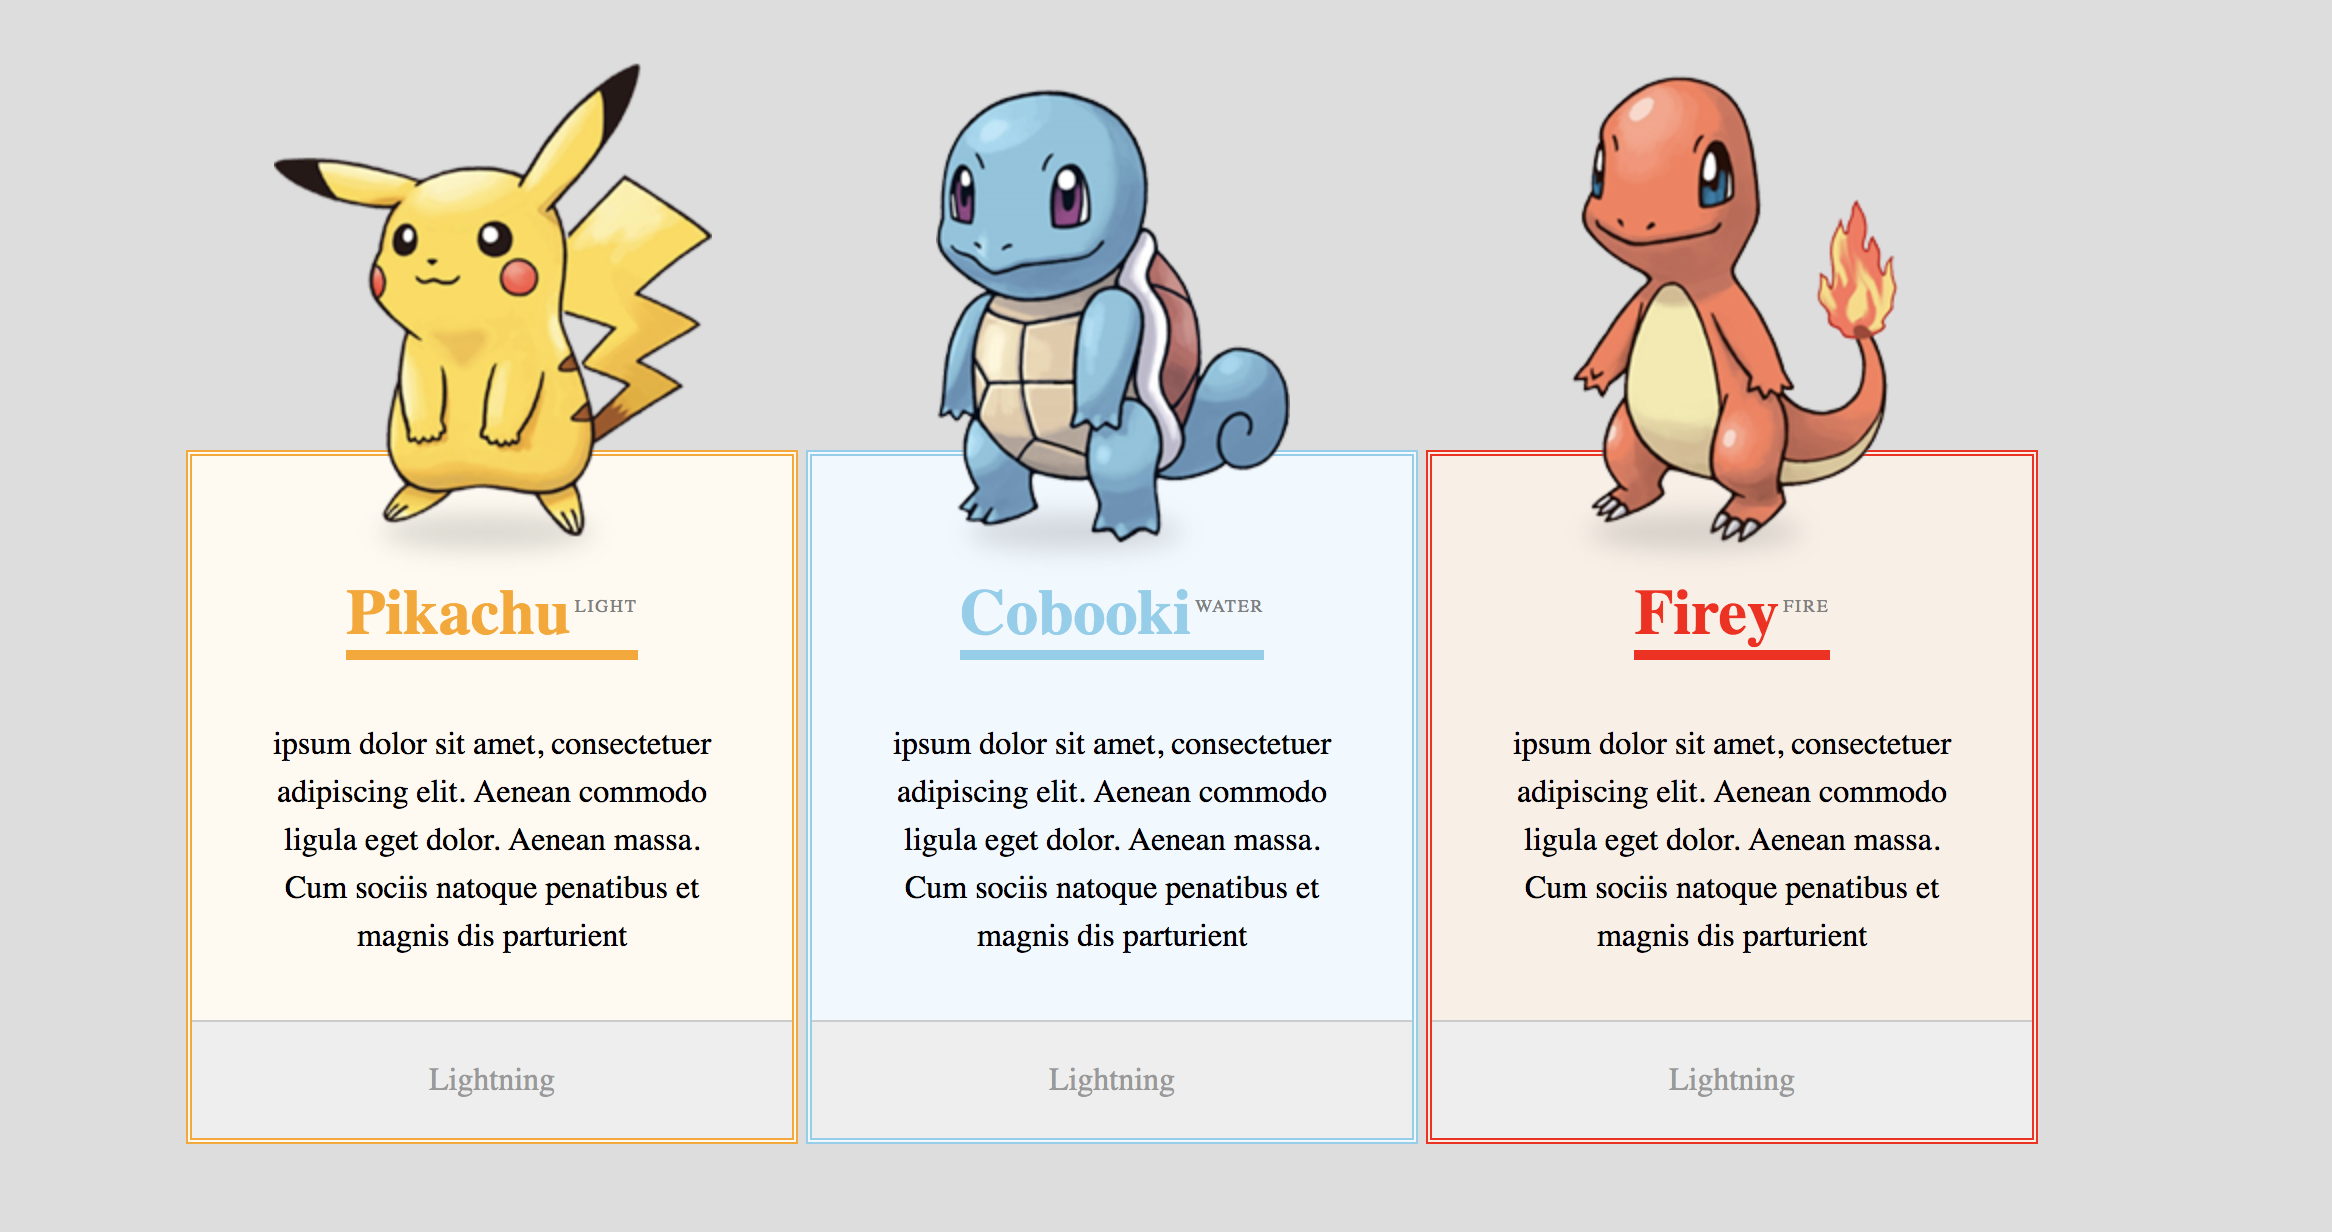 Pikachu LIGHT
ipsum dolor sit amet, consectetuer
adipiscing elit. Aenean commodo
ligula eget dolor. Aenean massa.
Cum sociis natoque penatibus et
magnis dis parturient
Lightning
Cobooki WATER
ipsum dolor sit amet, consectetuer
adipiscing elit. Aenean commodo
ligula eget dolor. Aenean massa.
Cum sociis natoque penatibus et
magnis dis parturient
Lightning
Firey FIRE
ipsum dolor sit amet, consectetuer
adipiscing elit. Aenean commodo
ligula eget dolor. Aenean massa.
Cum sociis natoque penatibus et
magnis dis parturient
Lightning